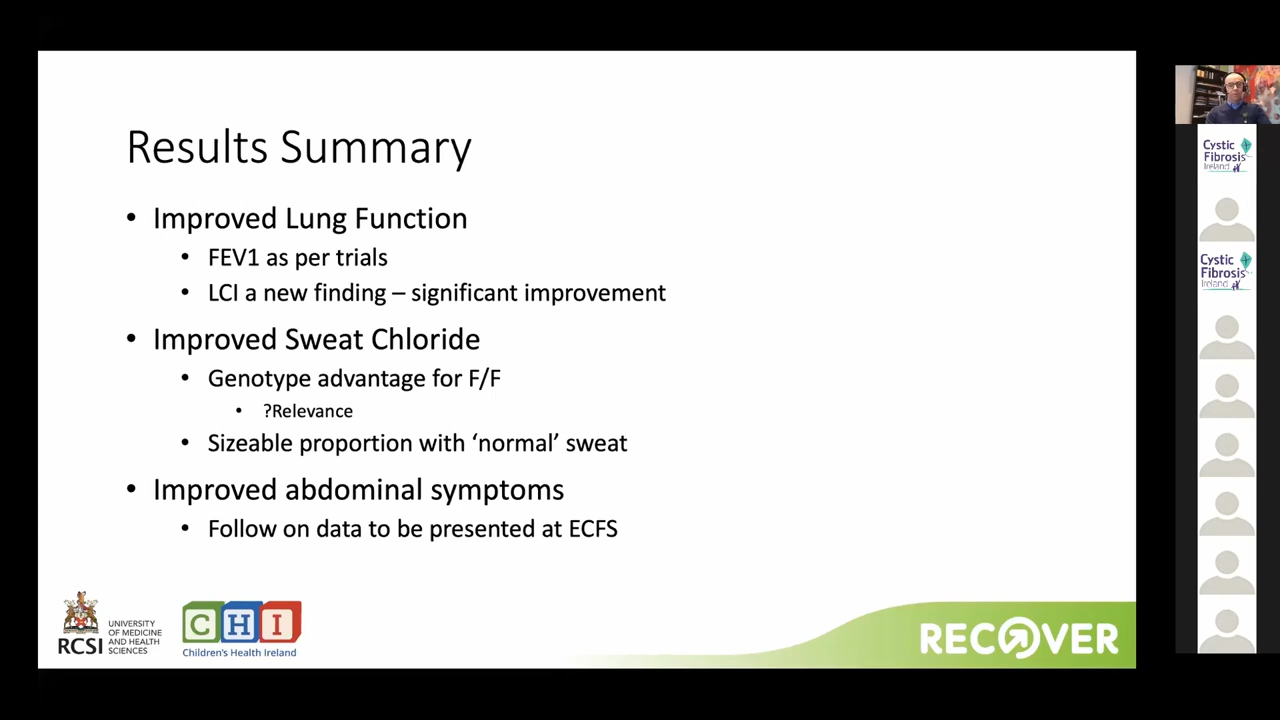 Results Summary
• Improved Lung Function
• FEV1 as per trials
• LCI a new finding – significant improvement
• Improved Sweat Chloride
• Genotype advantage for F/F
• ?Relevance
• Sizeable proportion with ‘normal’ sweat
• Improved abdominal symptoms
• Follow on data to be presented at ECFS
RCSI
UNIVERSITY
OF MEDICINE
AND HEALTH
SCIENCES
CHI
Children's Health Ireland
RECOVER
Cystic
Fibrosis
Ireland
Cystic
Fibrosis
Ireland